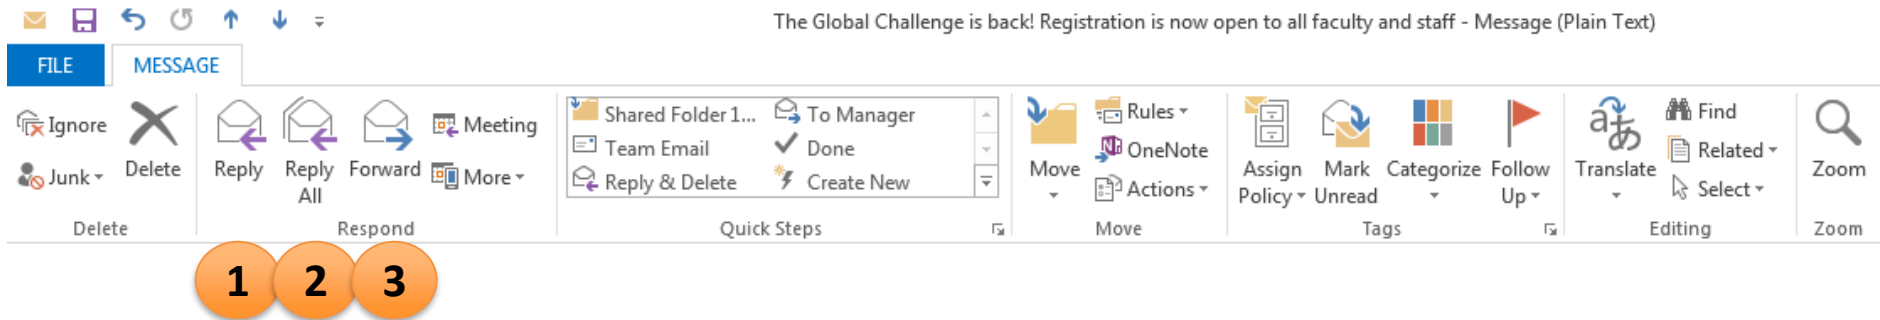 The Global Challenge is back! Registration is now open to all faculty and staff - Message (Plain Text)
FILE
MESSAGE
Ignore
Junk
Delete
Delete
Reply
Reply
All
Forward
Meeting
More
Respond
Shared Folder 1...
Team Email
Reply & Delete
To Manager
Done
Create New
Quick Steps
Move
Rules
OneNote
Actions
Move
Assign
Policy
Mark
Unread
Categorize
Follow
Up
Tags
Translate
Find
Related
Select
Editing
Zoom
Zoom
1
2
3